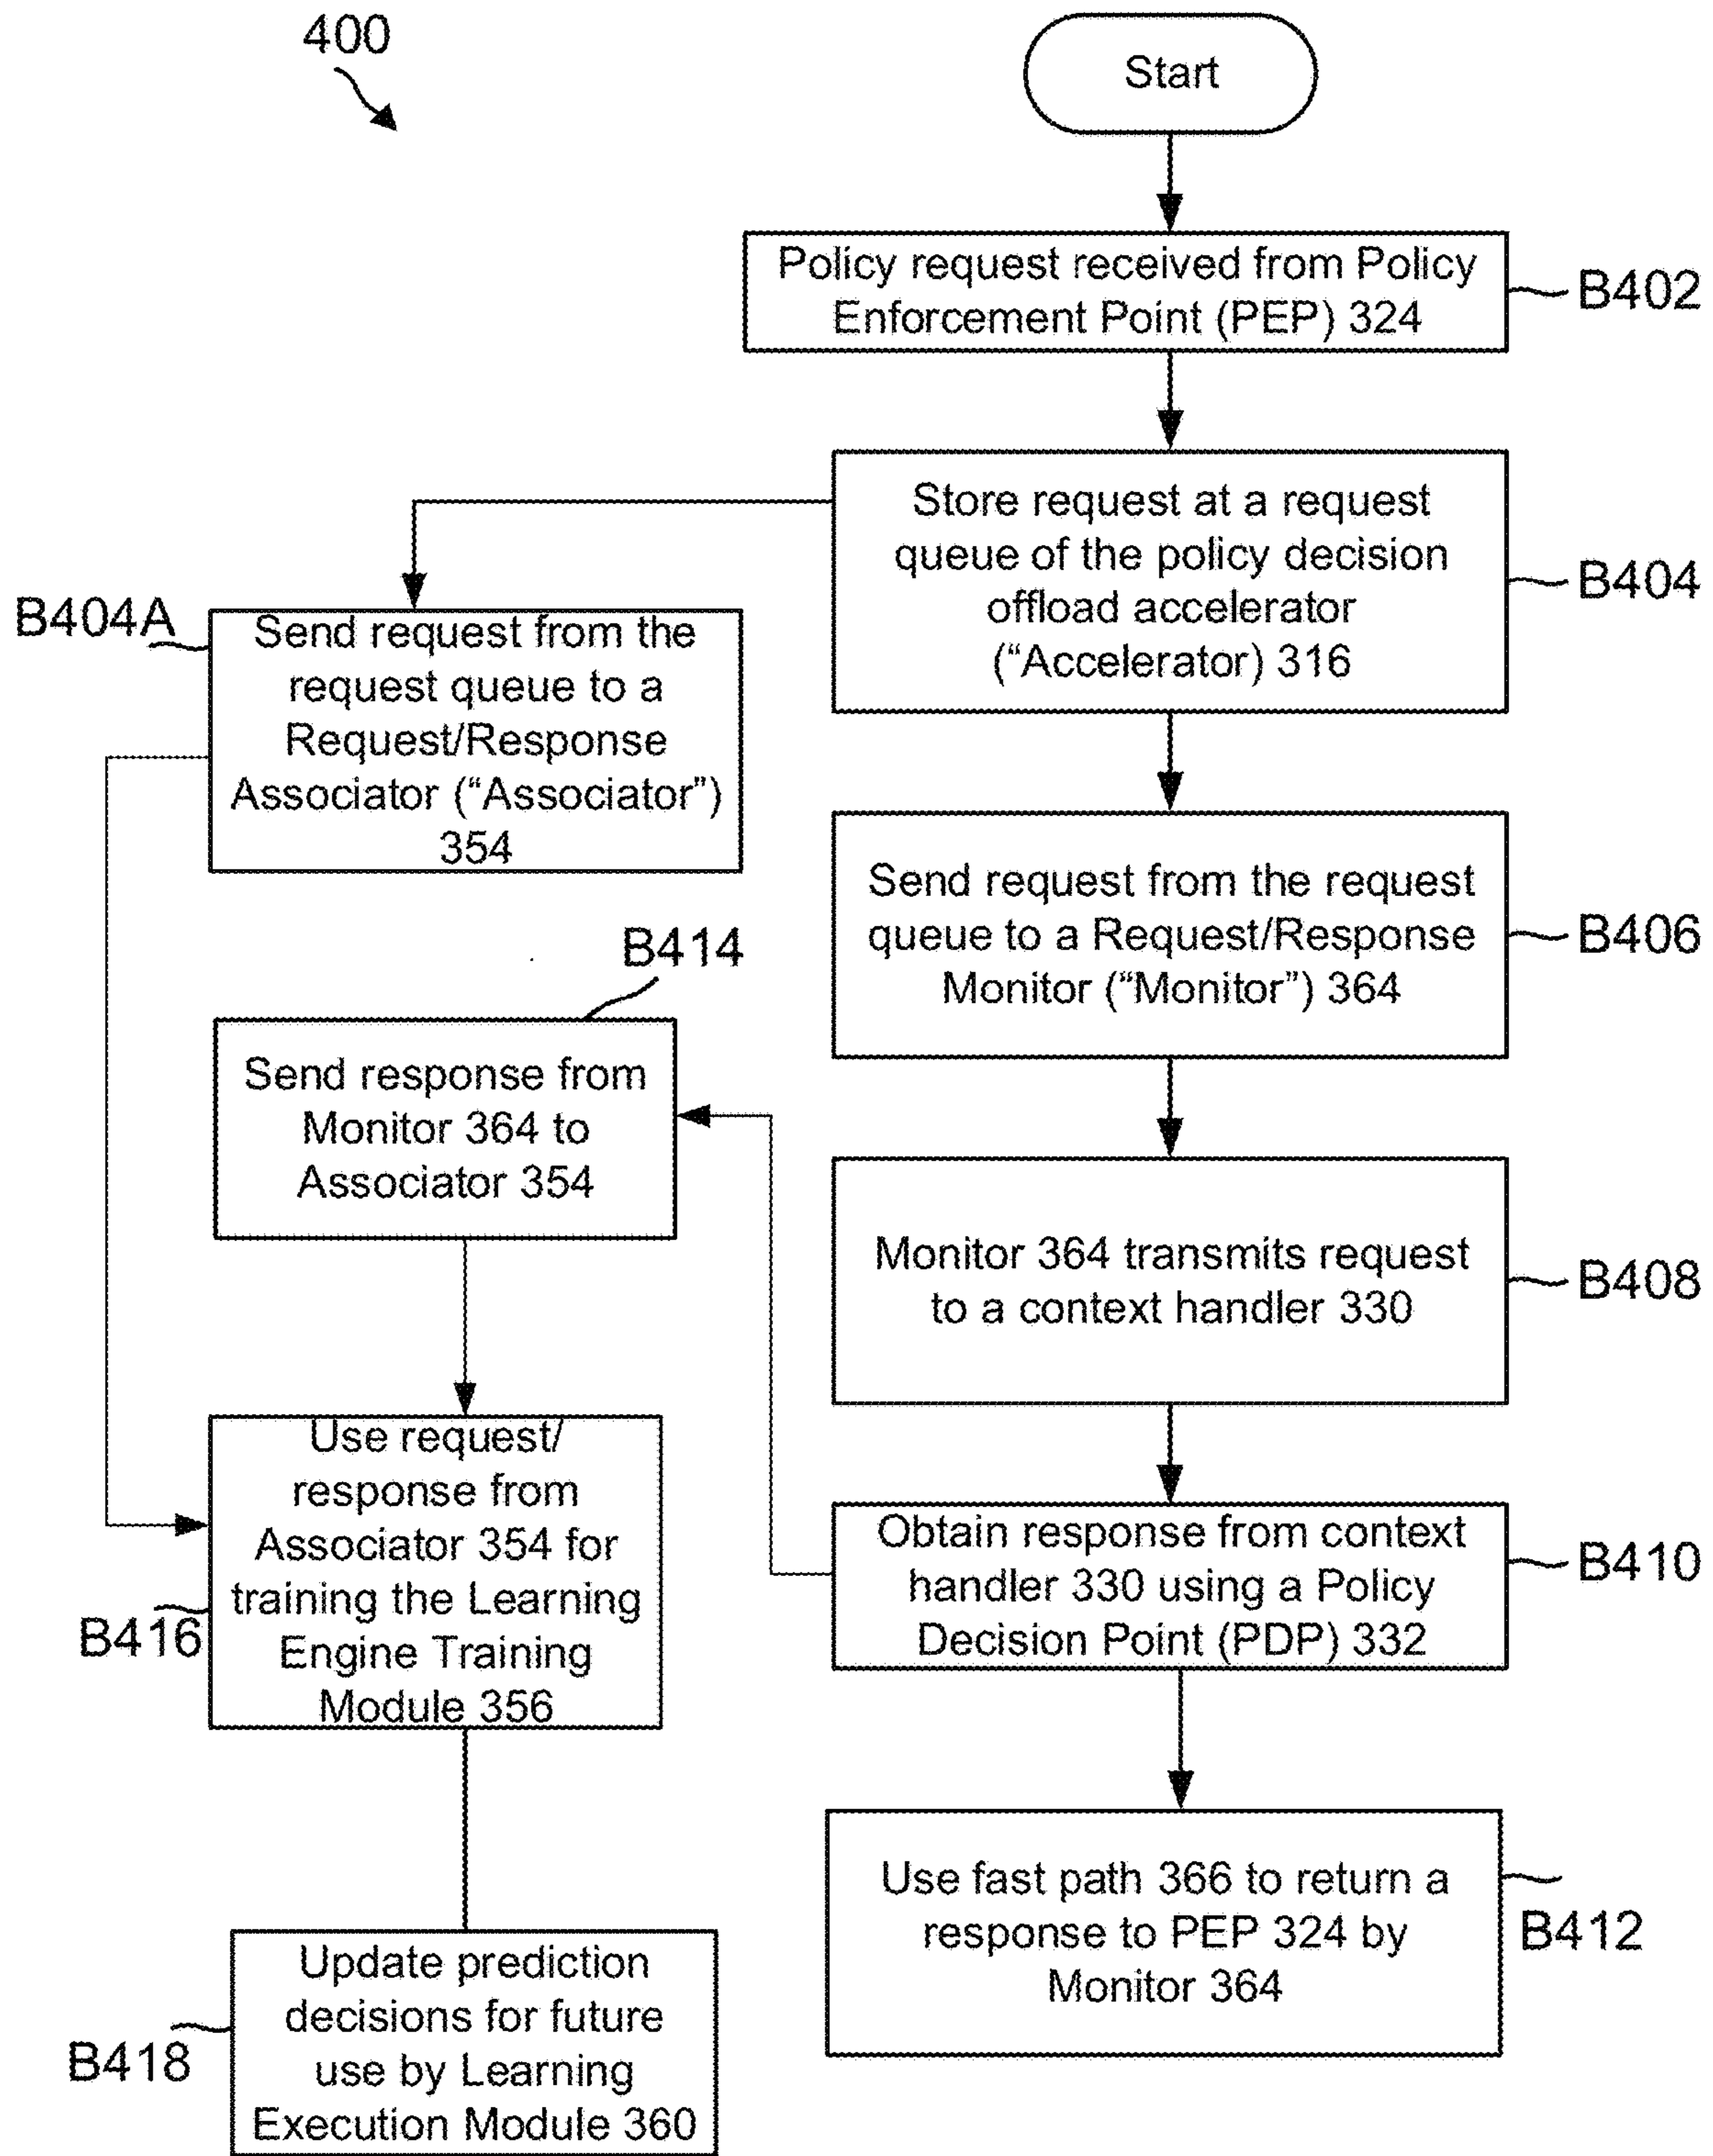 400
Start
Policy request received from Policy
Enforcement Point (PEP) 324
B402
Store request at a request
queue of the policy decision
offload accelerator
(“Accelerator) 316
B404
B404A
Send request from the
request queue to a
Request/Response
Associator (“Associator”)
354
Send request from the request
queue to a Request/Response
Monitor (“Monitor”) 364
B406
B414
Send response from
Monitor 364 to
Associator 354
Monitor 364 transmits request
to a context handler 330
B408
Use request/
response from
Associator 354 for
training the Learning
Engine Training
Module 356
B416
Obtain response from context
handler 330 using a Policy
Decision Point (PDP) 332
B410
Use fast path 366 to return a
response to PEP 324 by
Monitor 364
B412
Update prediction
decisions for future
use by Learning
Execution Module 360
B418